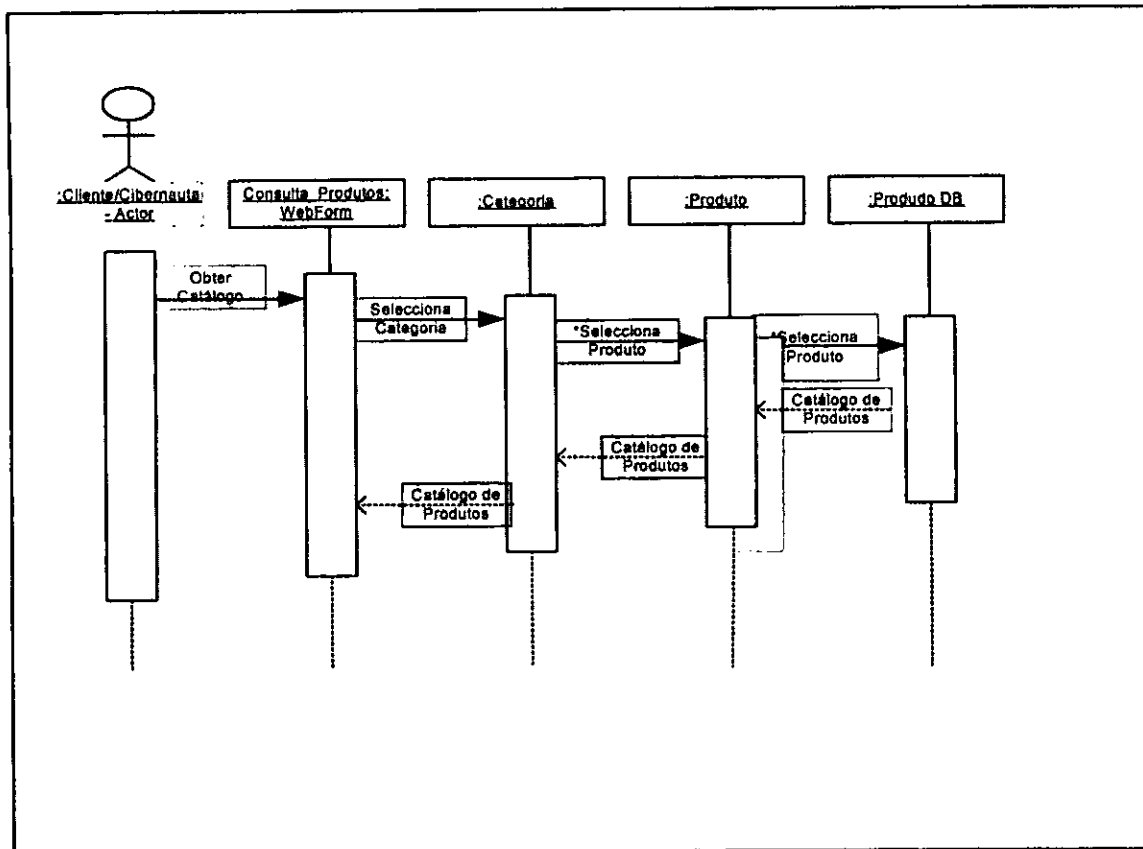 :Cliente/Cibernauta
- Actor
Consulta_Produtos:
WebForm
:Categoria
:Produto
:Produdo DB
Obter
Catálogo
Selecciona
Categoria
*Selecciona
Produto
*Selecciona
Produto
Catálogo de
Produtos
Catálogo de
Produtos
Catálogo de
Produtos